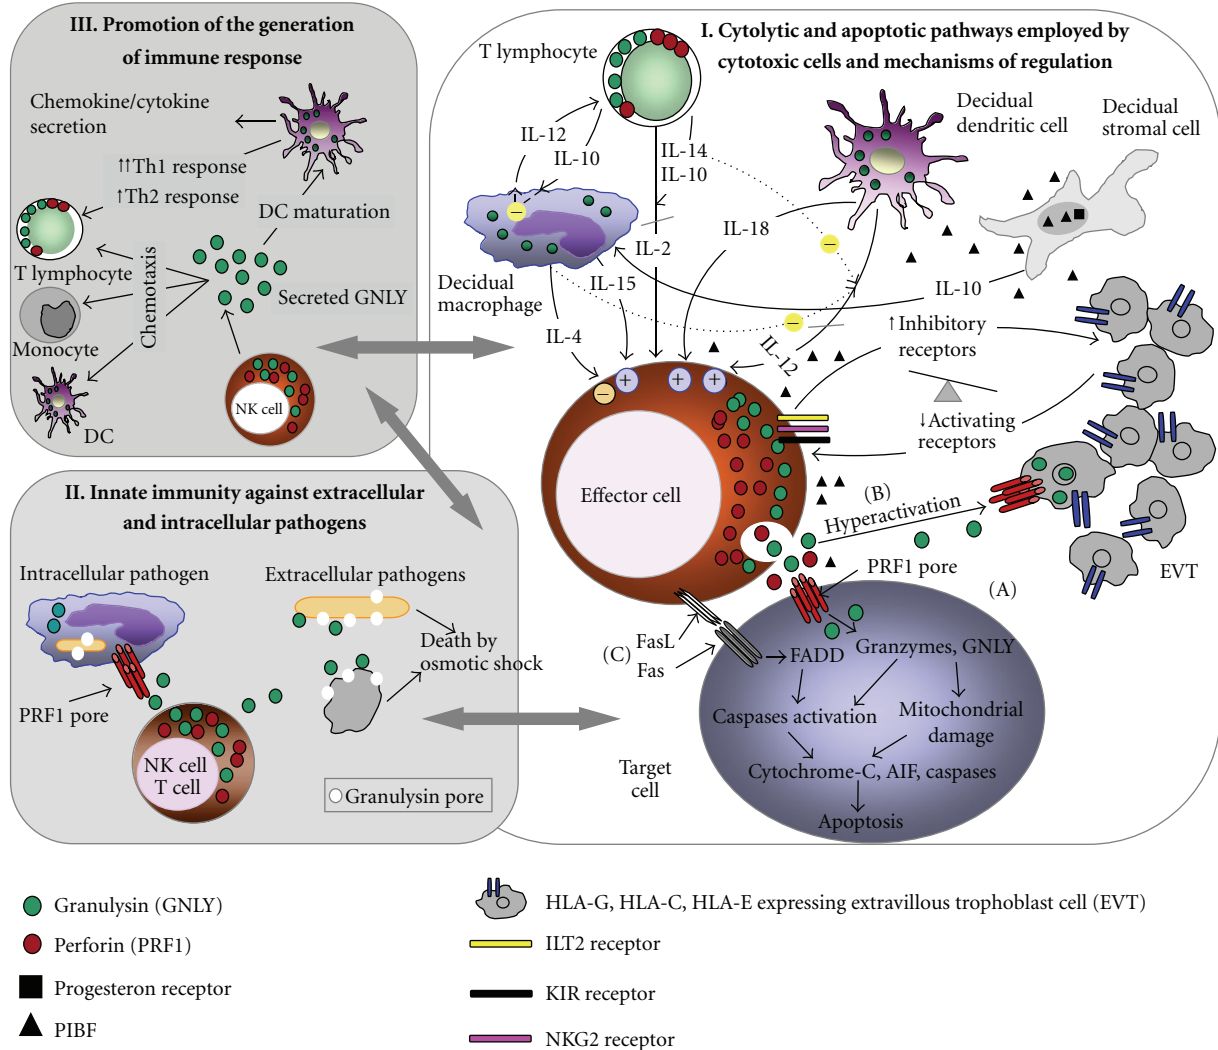 III. Promotion of the generation
of immune response
Chemokine/cytokine
secretion
↑↑Th1 response
↑Th2 response
DC maturation
T lymphocyte
Chemotaxis
Secreted GNLY
Monocyte
NK cell
DC
I. Cytolytic and apoptotic pathways employed by
cytotoxic cells and mechanisms of regulation
T lymphocyte
Decidual
dendritic cell
Decidual
stromal cell
IL-12
IL-10
IL-14
IL-10
IL-18
IL-2
Decidual
macrophage
IL-15
IL-10
IL-4
IL-12
↑Inhibitory
receptors
↓Activating
receptors
Effector cell
(B)
Hyperactivation
PRF1 pore
(A)
EVT
(C)
FasL
Fas
FADD
Granzymes, GNLY
Caspases activation
Mitochondrial
damage
Cytochrome-C, AIF, caspases
Apoptosis
Target
cell
II. Innate immunity against extracellular
and intracellular pathogens
Intracellular pathogen
Extracellular pathogens
Death by
osmotic shock
PRF1 pore
NK cell
T cell
Granulysin pore
Granulysin (GNLY)
Perforin (PRF1)
Progesteron receptor
PIBF
HLA-G, HLA-C, HLA-E expressing extravillous trophoblast cell (EVT)
ILT2 receptor
KIR receptor
NKG2 receptor